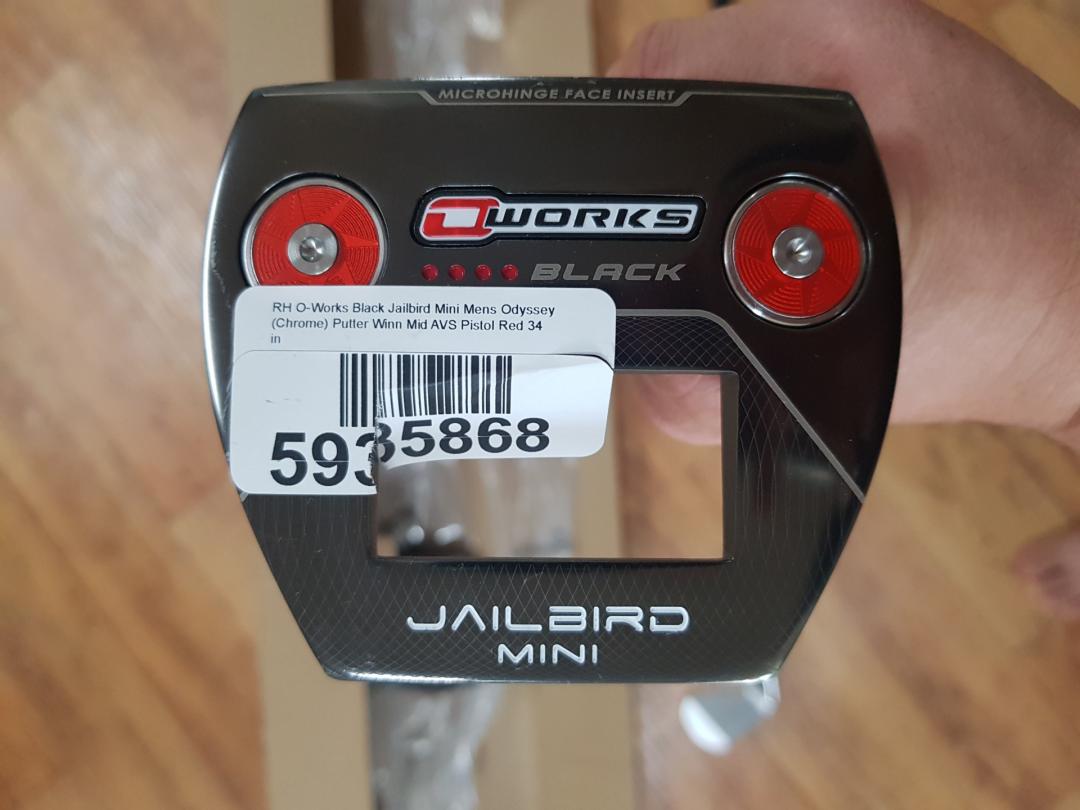 MICROHINGE FACE INSERT
O WORKS
BLACK
RH O-Works Black Jailbird Mini Mens Odyssey
(Chrome) Putter Winn Mid AVS Pistol Red 34
in
5935868
JAILBIRD
MINI